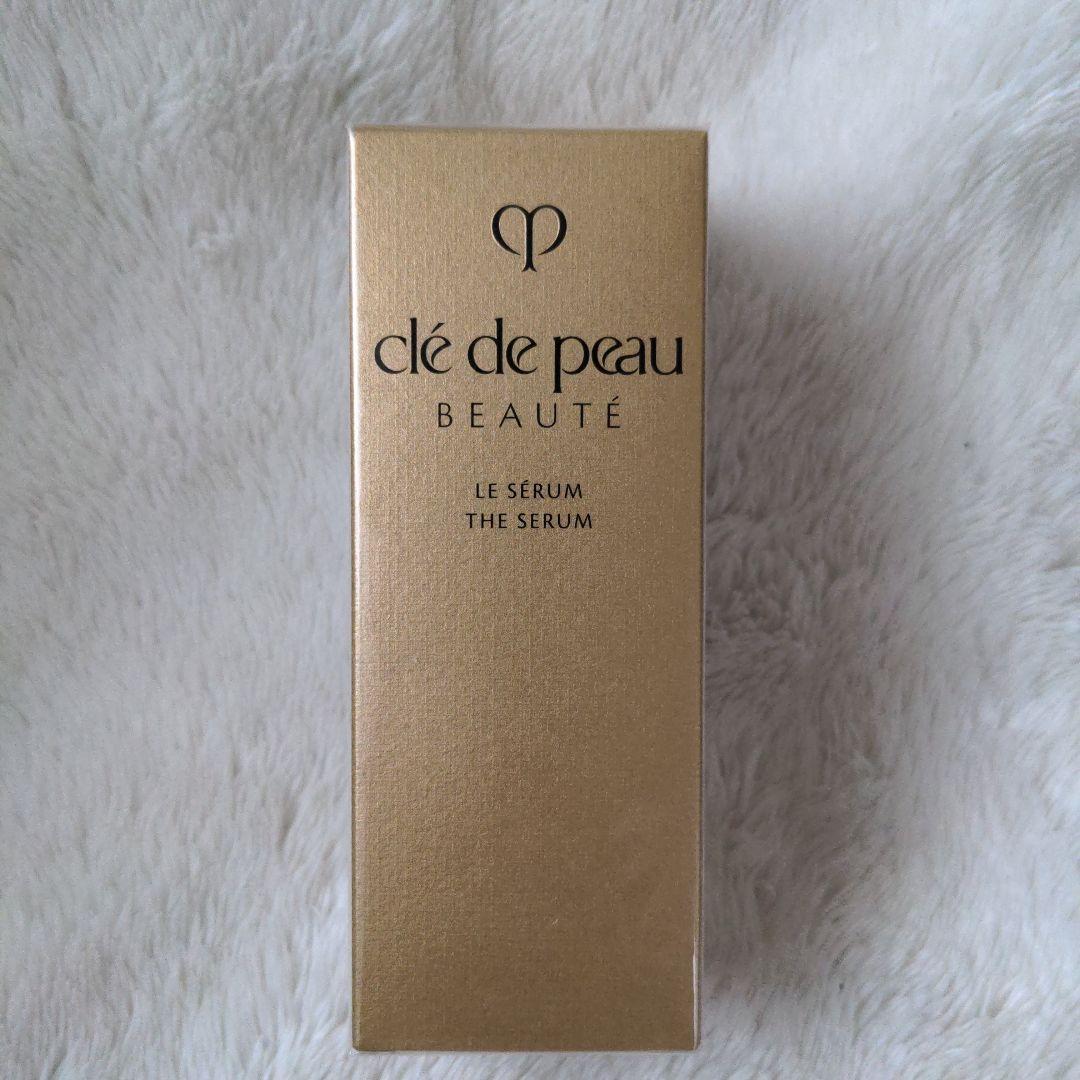 clé de peau
BEAUTÉ
LE SÉRUM
THE SERUM